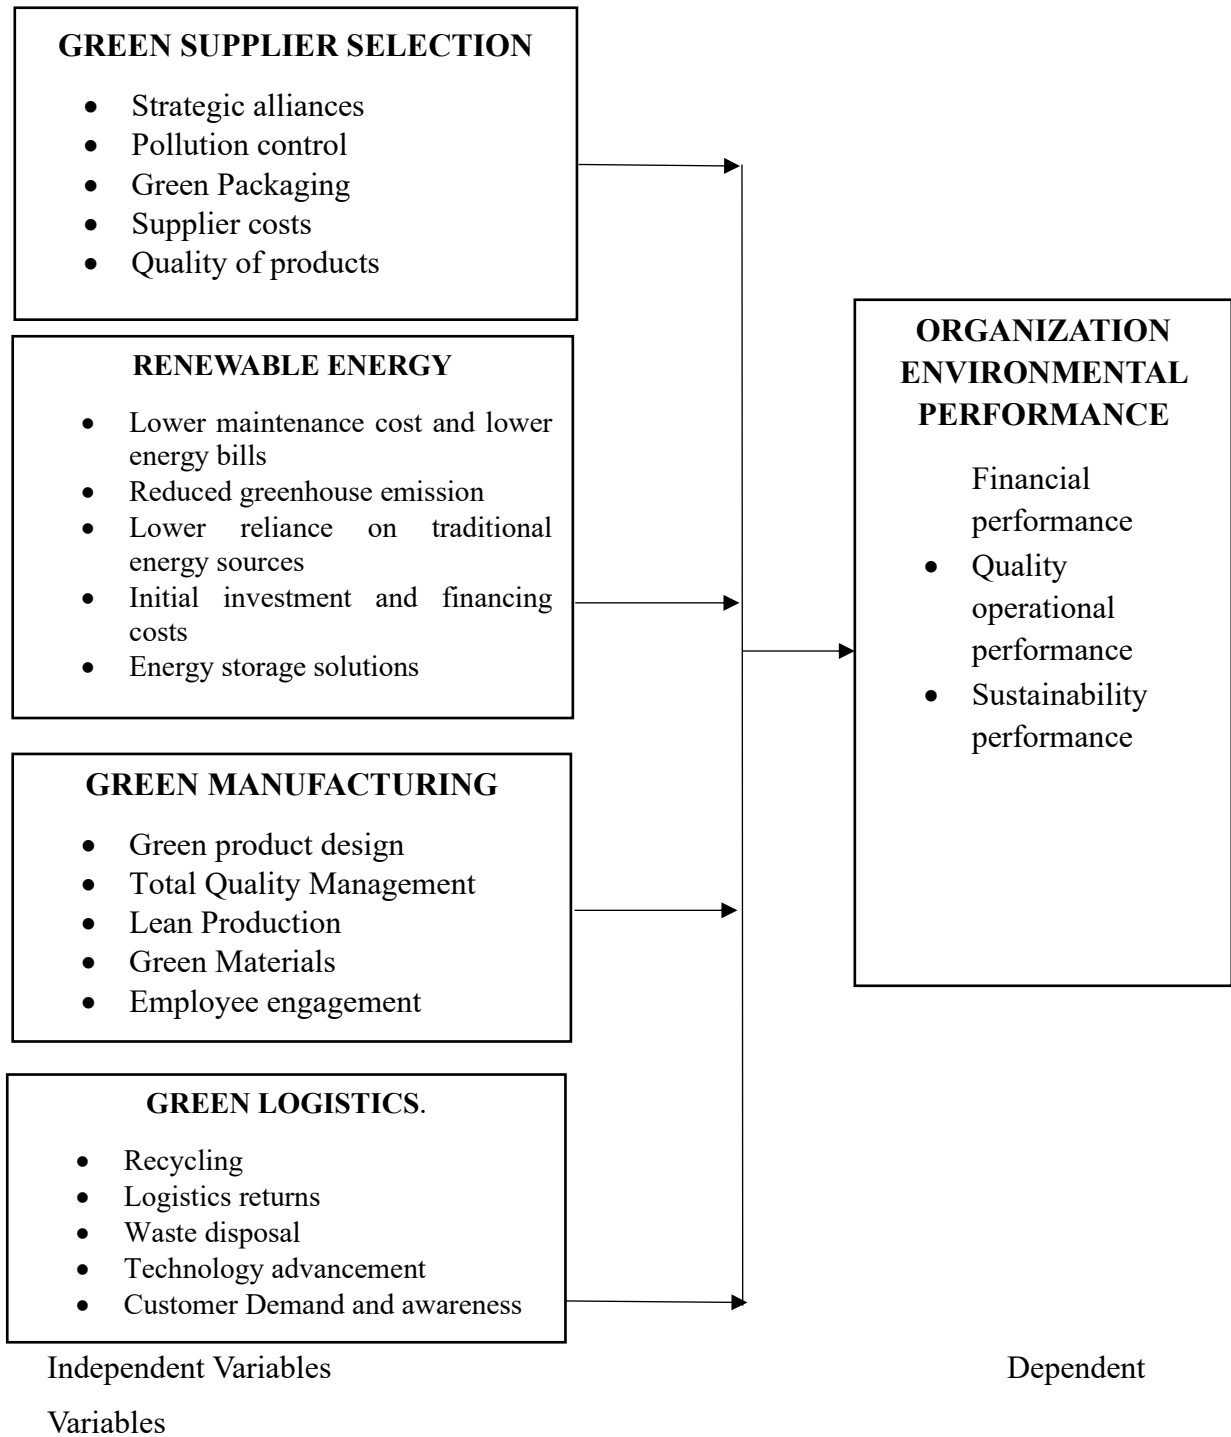 GREEN SUPPLIER SELECTION
• Strategic alliances
• Pollution control
• Green Packaging
• Supplier costs
• Quality of products
RENEWABLE ENERGY
• Lower maintenance cost and lower
energy bills
• Reduced greenhouse emission
• Lower reliance on traditional
energy sources
• Initial investment and financing
costs
• Energy storage solutions
GREEN MANUFACTURING
• Green product design
• Total Quality Management
• Lean Production
• Green Materials
• Employee engagement
GREEN LOGISTICS.
• Recycling
• Logistics returns
• Waste disposal
• Technology advancement
• Customer Demand and awareness
ORGANIZATION
ENVIRONMENTAL
PERFORMANCE
Financial
performance
• Quality
operational
performance
• Sustainability
performance
Independent Variables Dependent
Variables